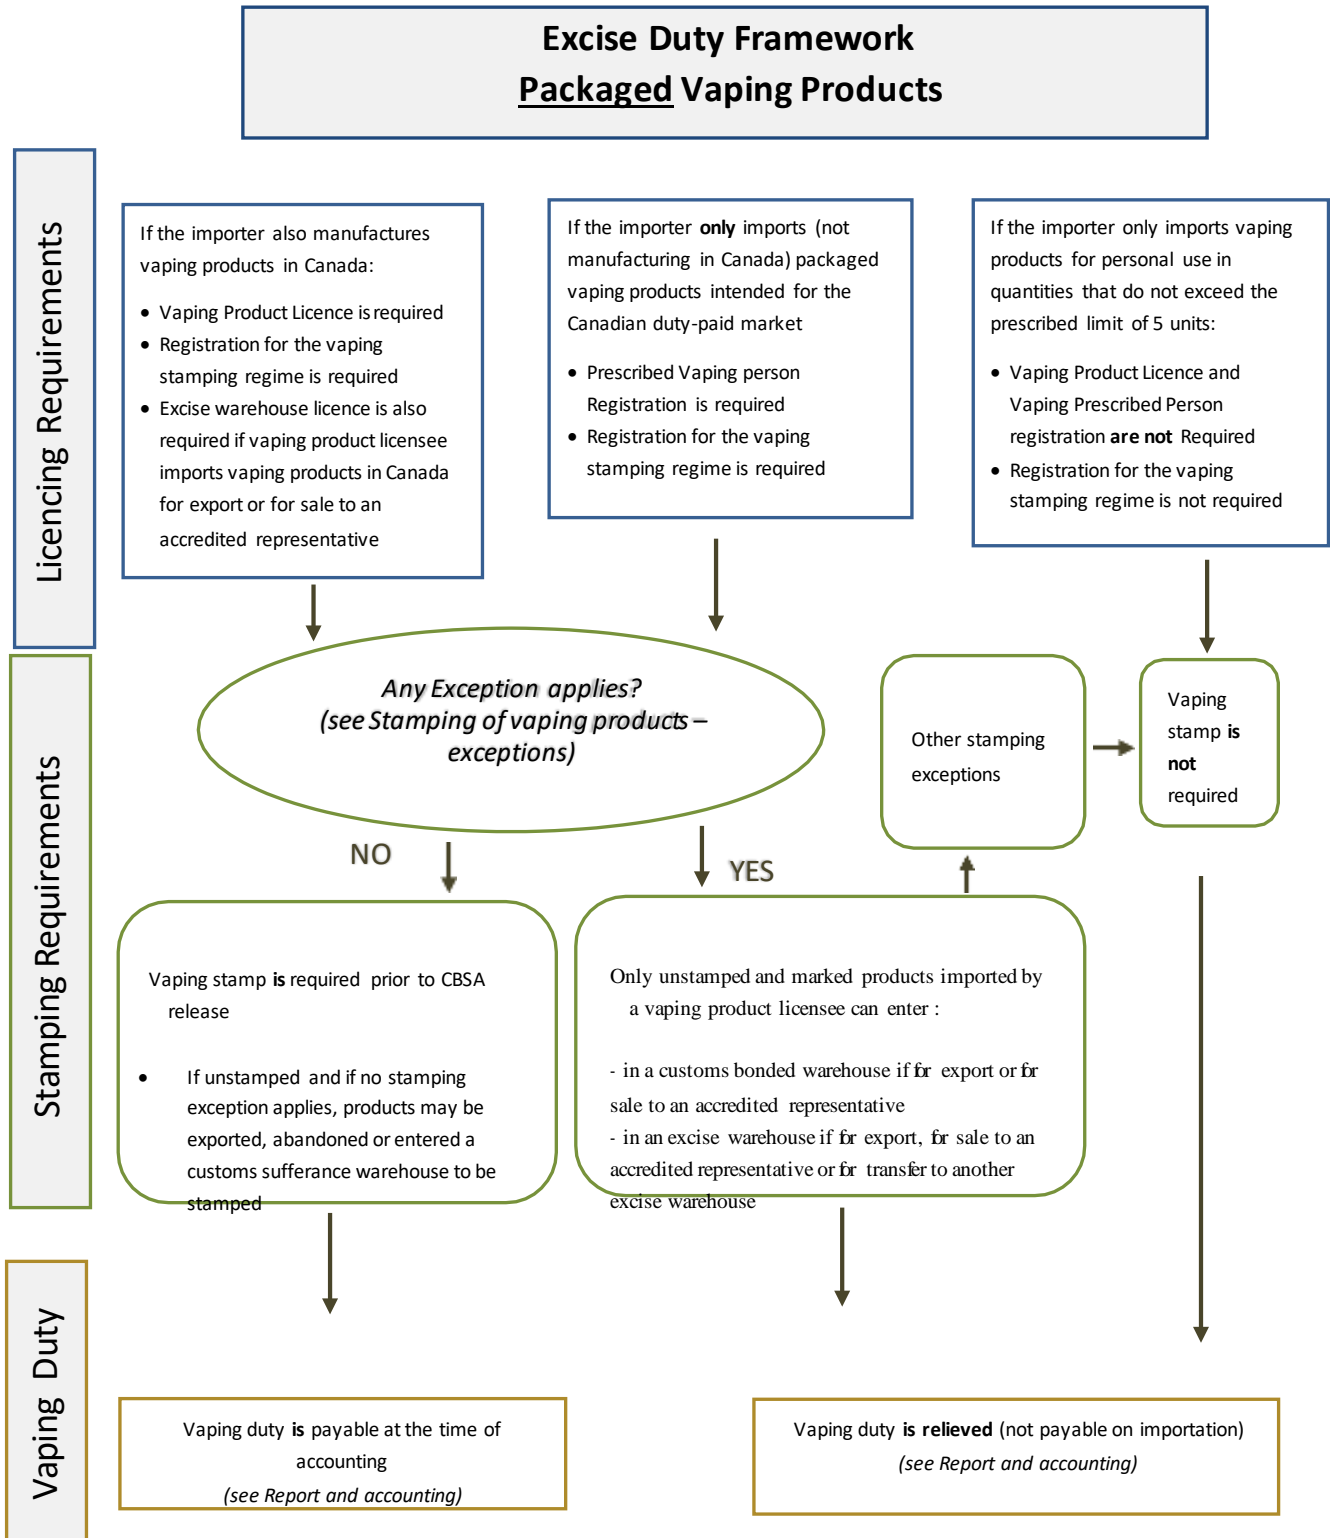 Excise Duty Framework
Packaged Vaping Products
Licencing Requirements
If the importer also manufactures
vaping products in Canada:
• Vaping Product Licence is required
• Registration for the vaping
stamping regime is required
• Excise warehouse licence is also
required if vaping product licensee
imports vaping products in Canada
for export or for sale to an
accredited representative
If the importer only imports (not
manufacturing in Canada) packaged
vaping products intended for the
Canadian duty-paid market
• Prescribed Vaping person
Registration is required
• Registration for the vaping
stamping regime is required
If the importer only imports vaping
products for personal use in
quantities that do not exceed the
prescribed limit of 5 units:
• Vaping Product Licence and
Vaping Prescribed Person
registration are not Required
• Registration for the vaping
stamping regime is not required
Stamping Requirements
Any Exception applies?
(see Stamping of vaping products –
exceptions)
Other stamping
exceptions
Vaping
stamp is
not
required
NO
YES
Vaping stamp is required prior to CBSA
release
• If unstamped and if no stamping
exception applies, products may be
exported, abandoned or entered a
customs sufferance warehouse to be
stamped
Only unstamped and marked products imported by
a vaping product licensee can enter :
- in a customs bonded warehouse if for export or for
sale to an accredited representative
- in an excise warehouse if for export, for sale to an
accredited representative or for transfer to another
excise warehouse
Vaping Duty
Vaping duty is payable at the time of
accounting
(see Report and accounting)
Vaping duty is relieved (not payable on importation)
(see Report and accounting)